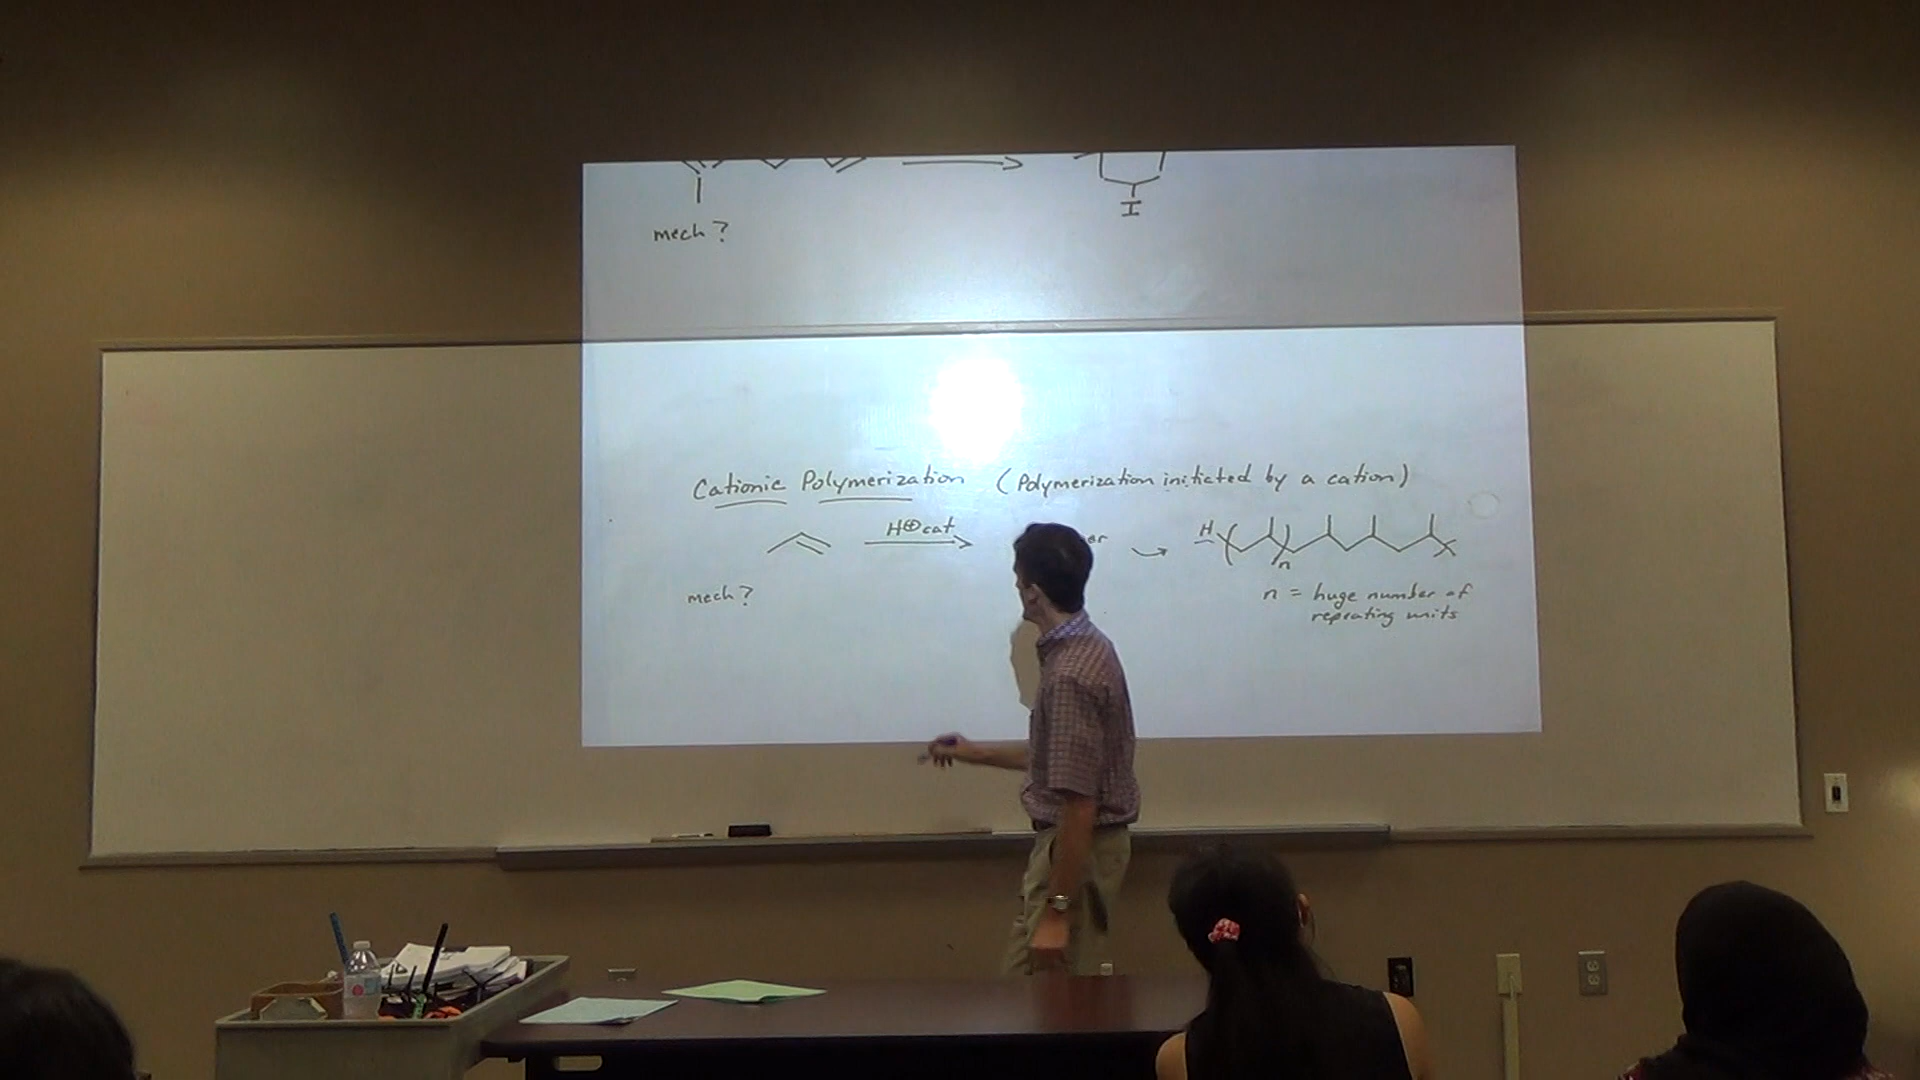 I
mech ?
Cationic Polymerization (Polymerization initiated by a cation)
H⊕ cat
H
n
mech ?
n = huge number of
repeating units